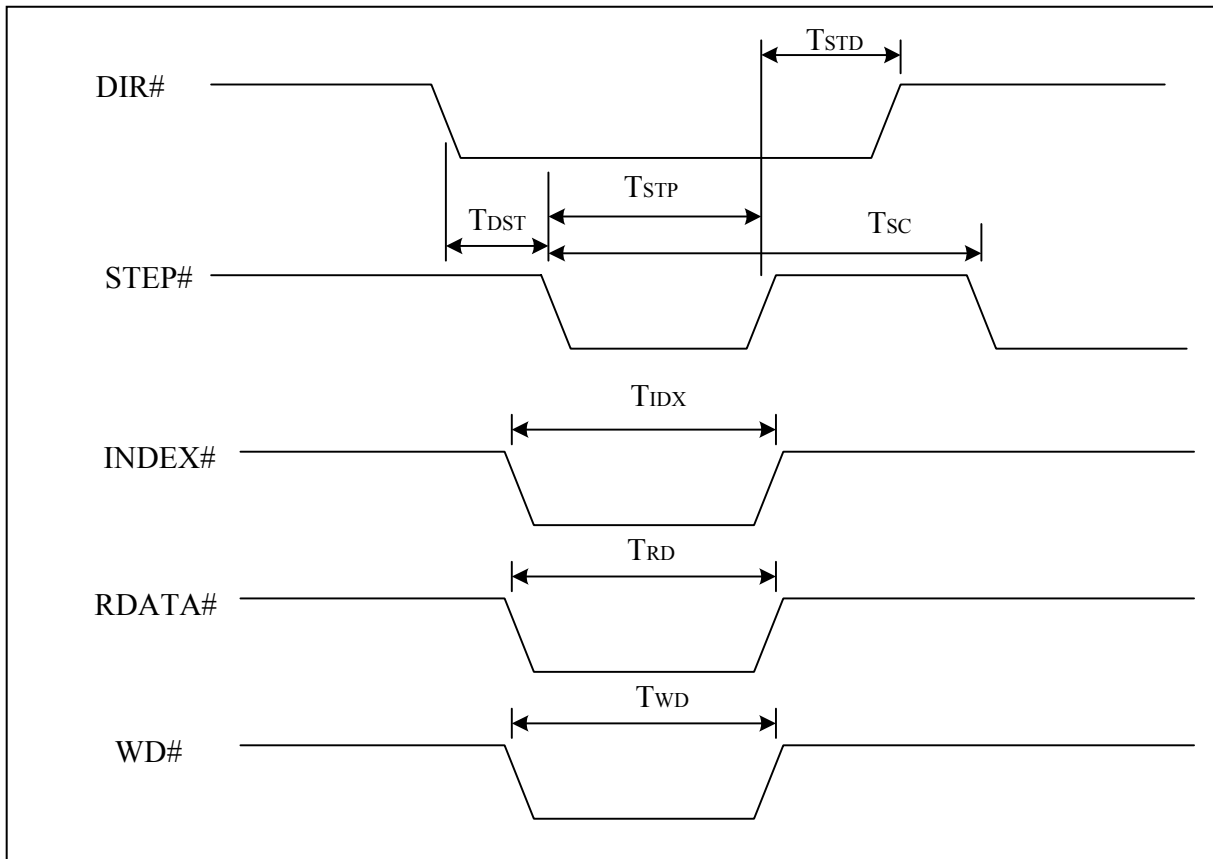 TSTD
DIR#
TSTP
TDST
TSC
STEP#
TIDX
INDEX#
TRD
RDATA#
TWD
WD#